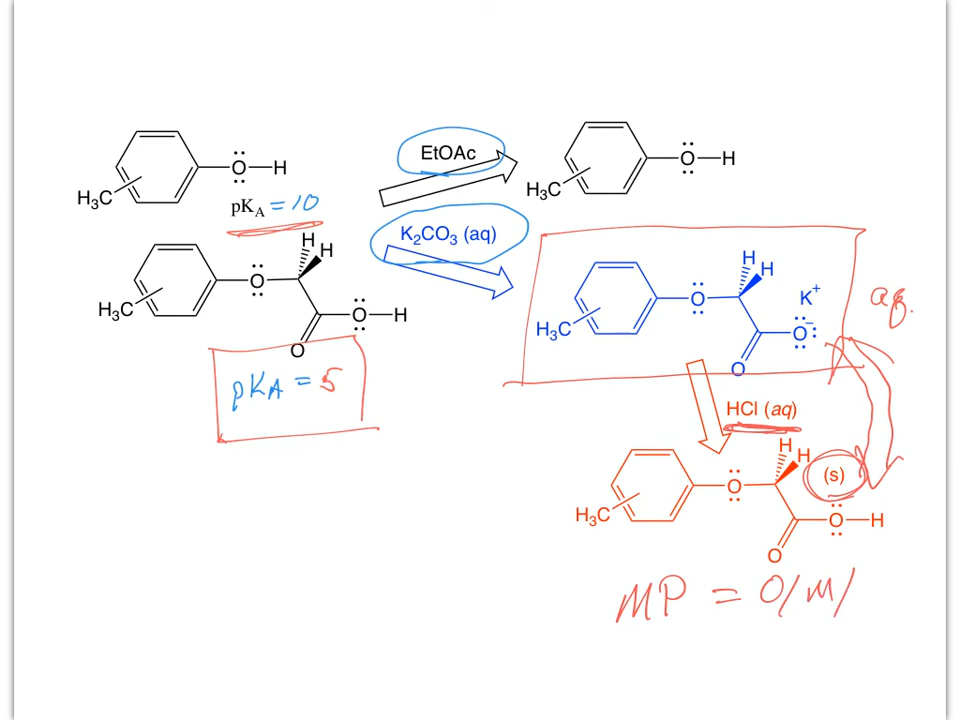 EtOAc
Ö—H
H₃C
pKA = 10
Ö—H
H₃C
K₂CO₃ (aq)
H
H
O
H₃C
O—H
O
pKA = 5
H
H
K⁺
aq.
O
H₃C
O⁻
O
HCl (aq)
H
H
(s)
O
H₃C
O—H
O
MP = O/M/